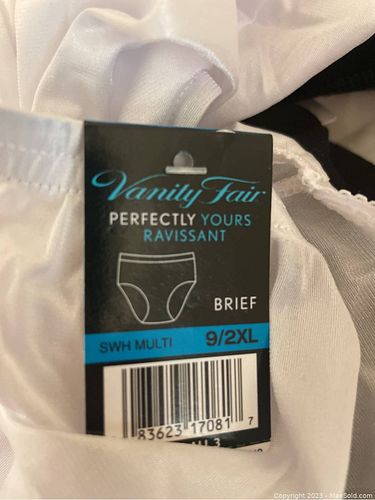 Vanity Fair
PERFECTLY YOURS
RAVISSANT
BRIEF
SWH MULTI 9/2XL
83623 17081 7
Copyright 2023 - MaxSold.com